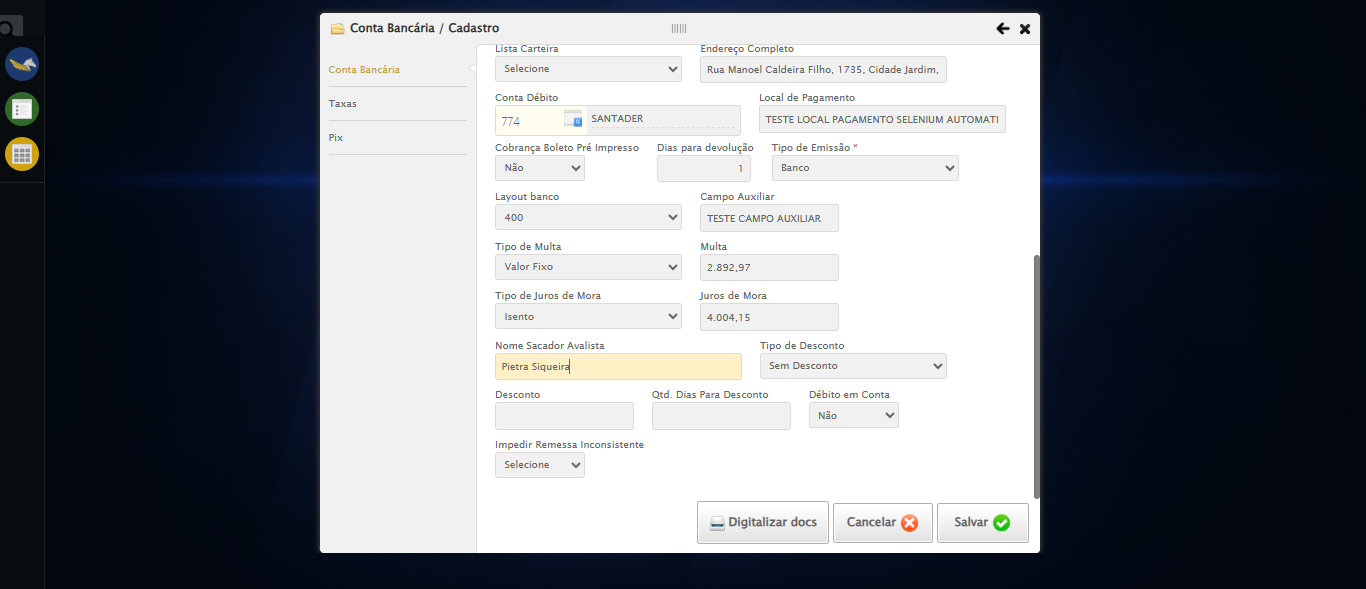 Conta Bancária / Cadastro
Conta Bancária
Taxas
Pix
Lista Carteira
Endereço Completo
Selecione
Rua Manoel Caldeira Filho, 1735, Cidade Jardim,
Conta Débito
Local de Pagamento
774
SANTADER
TESTE LOCAL PAGAMENTO SELENIUM AUTOMATI
Cobrança Boleto Pré Impresso
Dias para devolução
Tipo de Emissão *
Não
1
Banco
Layout banco
Campo Auxiliar
400
TESTE CAMPO AUXILIAR
Tipo de Multa
Multa
Valor Fixo
2.892,97
Tipo de Juros de Mora
Juros de Mora
Isento
4.004,15
Nome Sacador Avalista
Tipo de Desconto
Pietra Siqueira
Sem Desconto
Desconto
Qtd. Dias Para Desconto
Débito em Conta
Não
Impedir Remessa Inconsistente
Selecione
Digitalizar docs
Cancelar
Salvar